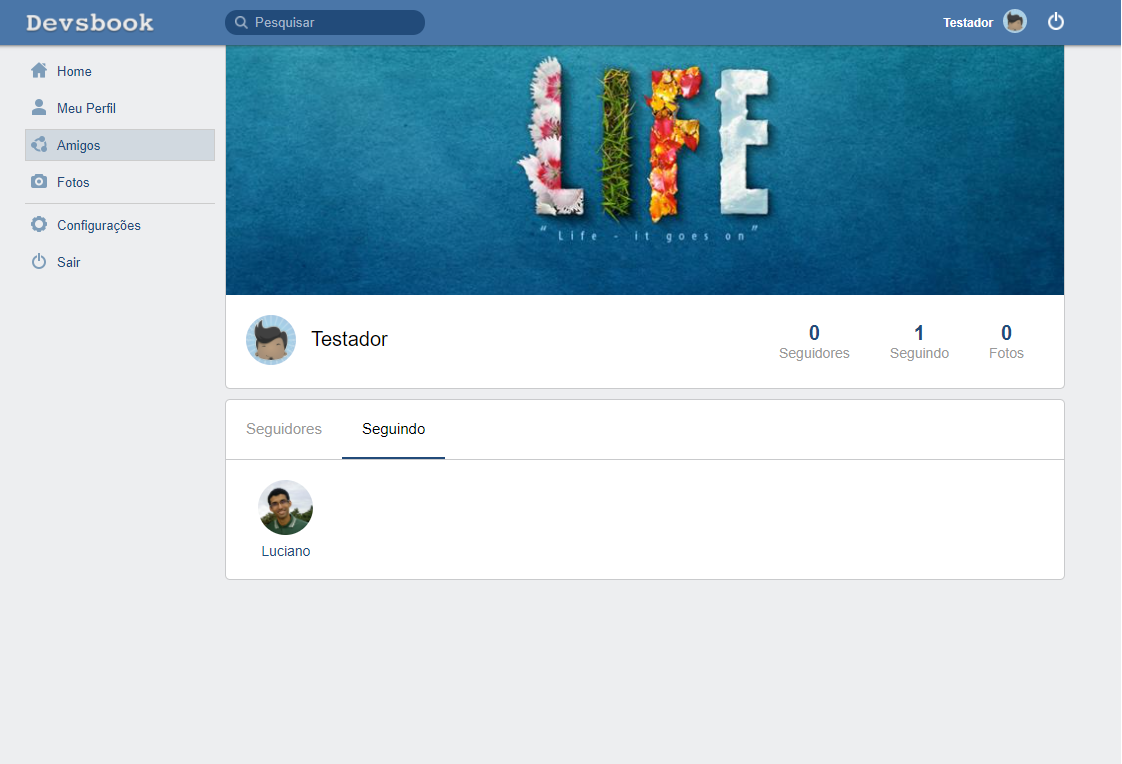 Devsbook
Pesquisar
Testador
Home
Meu Perfil
Amigos
Fotos
Configurações
Sair
LIFE
“Life - it goes on”
Testador
0
Seguidores
1
Seguindo
0
Fotos
Seguidores
Seguindo
Luciano